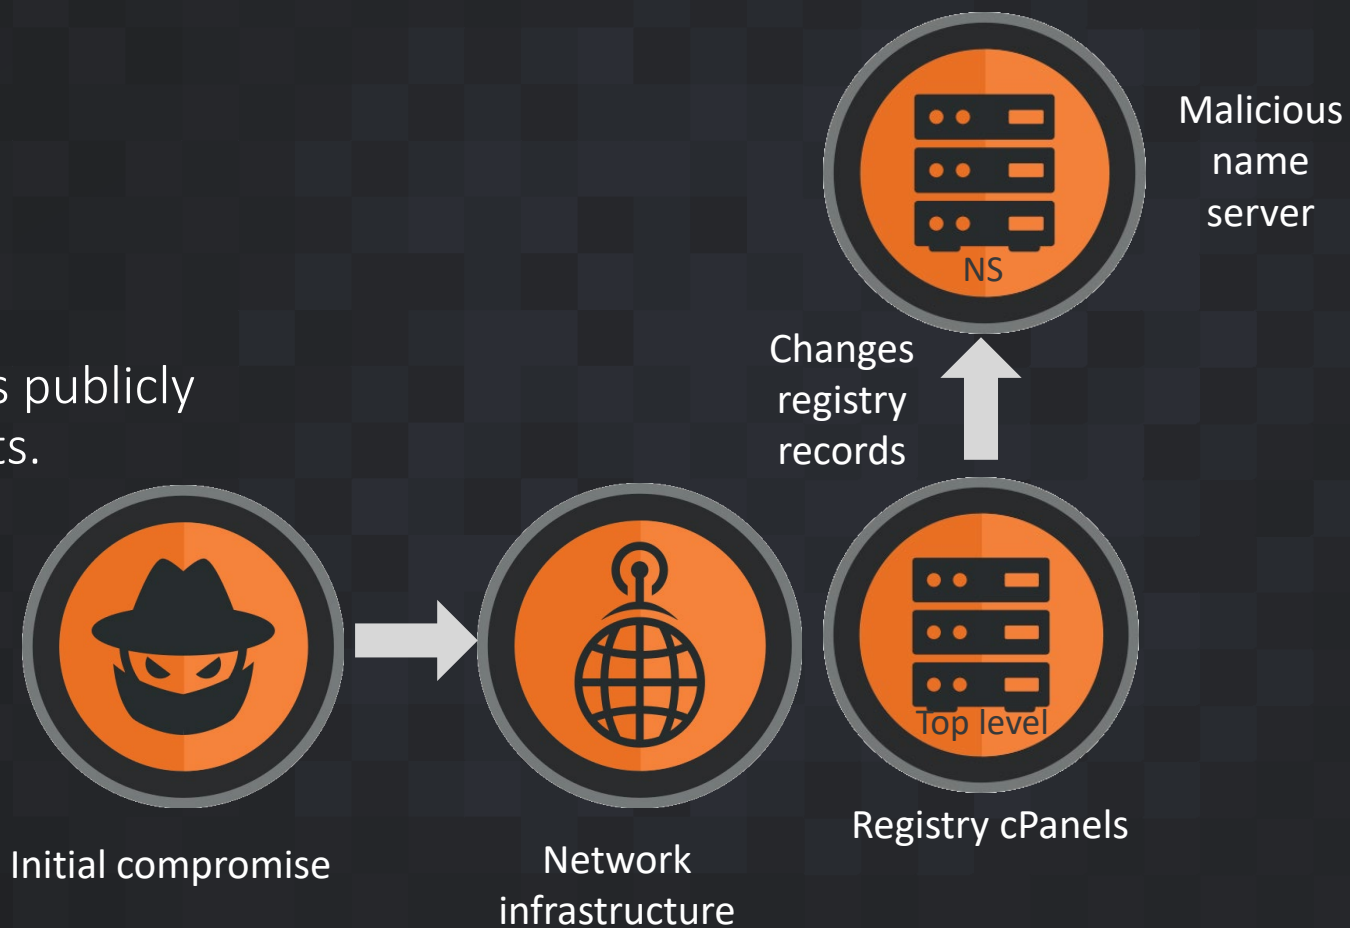 Malicious
name
server
NS
Changes
registry
records
s publicly
ts.
Top level
Registry cPanels
Initial compromise
Network
infrastructure